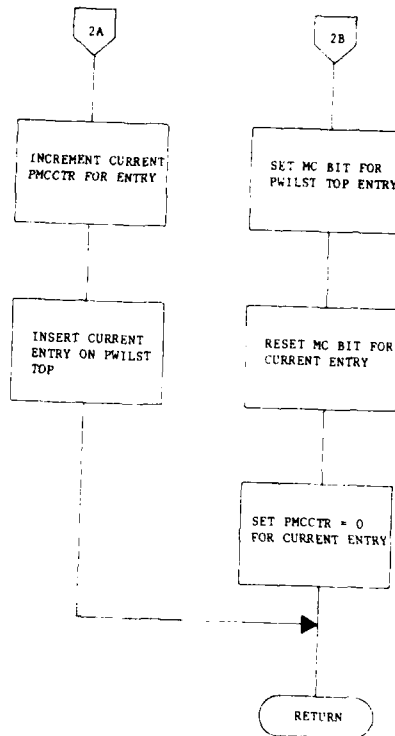 2A
INCREMENT CURRENT
PMCCTR FOR ENTRY
INSERT CURRENT
ENTRY ON PWILST
TOP
2B
SET MC BIT FOR
PWILST TOP ENTRY
RESET MC BIT FOR
CURRENT ENTRY
SET PMCCTR = 0
FOR CURRENT ENTRY
RETURN